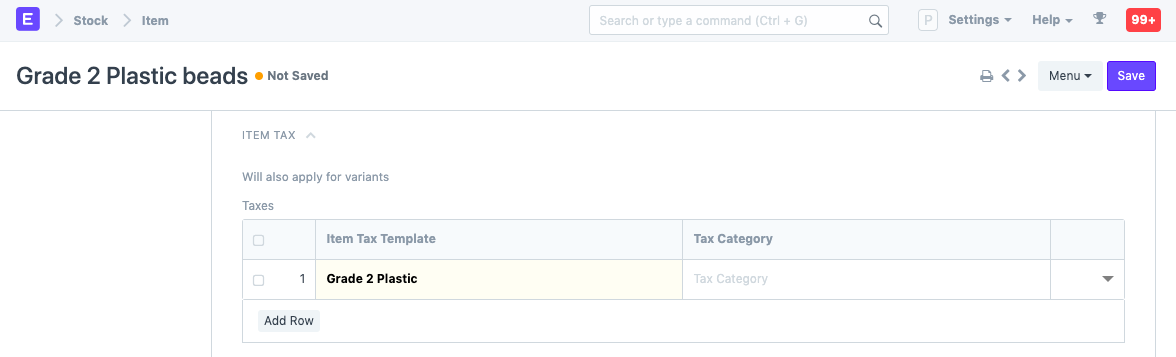 E Stock Item Search or type a command (Ctrl + G) P Settings Help 99+
Grade 2 Plastic beads Not Saved Menu Save
ITEM TAX
Will also apply for variants
Taxes
Item Tax Template Tax Category
1 Grade 2 Plastic Tax Category
Add Row